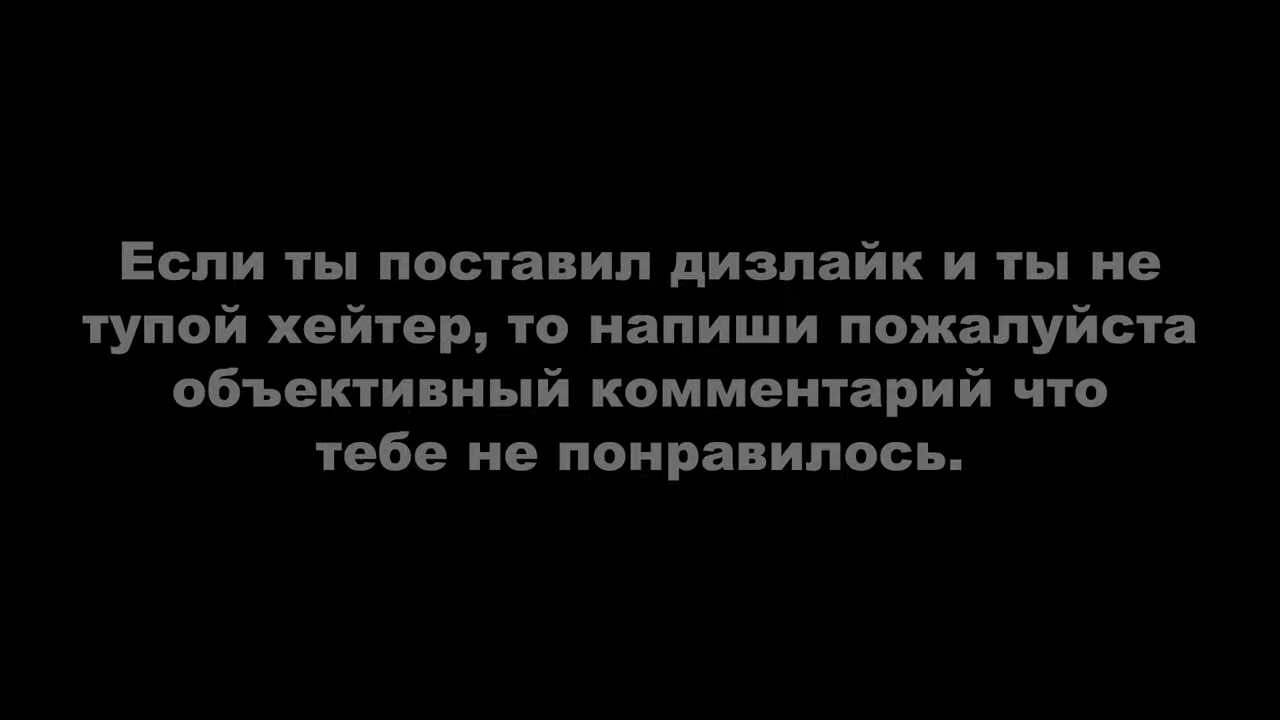 Если ты поставил дизлайк и ты не
тупой хейтер, то напиши пожалуйста
объективный комментарий что
тебе не понравилось.